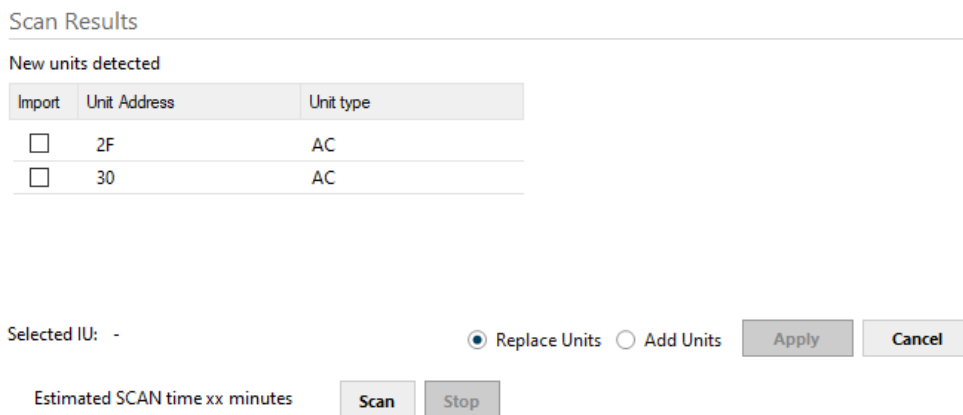 Scan Results
New units detected
Import Unit Address Unit type
2F AC
30 AC
Selected IU: - Replace Units Add Units Apply Cancel
Estimated SCAN time xx minutes Scan Stop